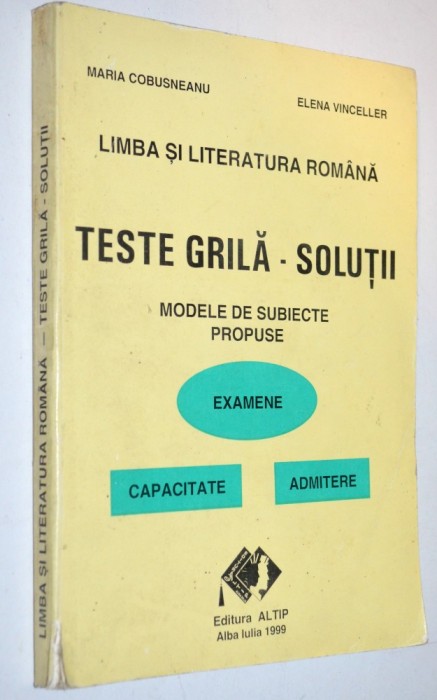 MARIA COBUSNEANU
ELENA VINCELLER
LIMBA ȘI LITERATURA ROMÂNĂ
TESTE GRILĂ - SOLUȚII
MODELE DE SUBIECTE
PROPUSE
EXAMENE
CAPACITATE
ADMITERE
Editura ALTIP
Alba Iulia 1999
LIMBA ȘI LITERATURA ROMÂNĂ — TESTE GRILĂ - SOLUȚII